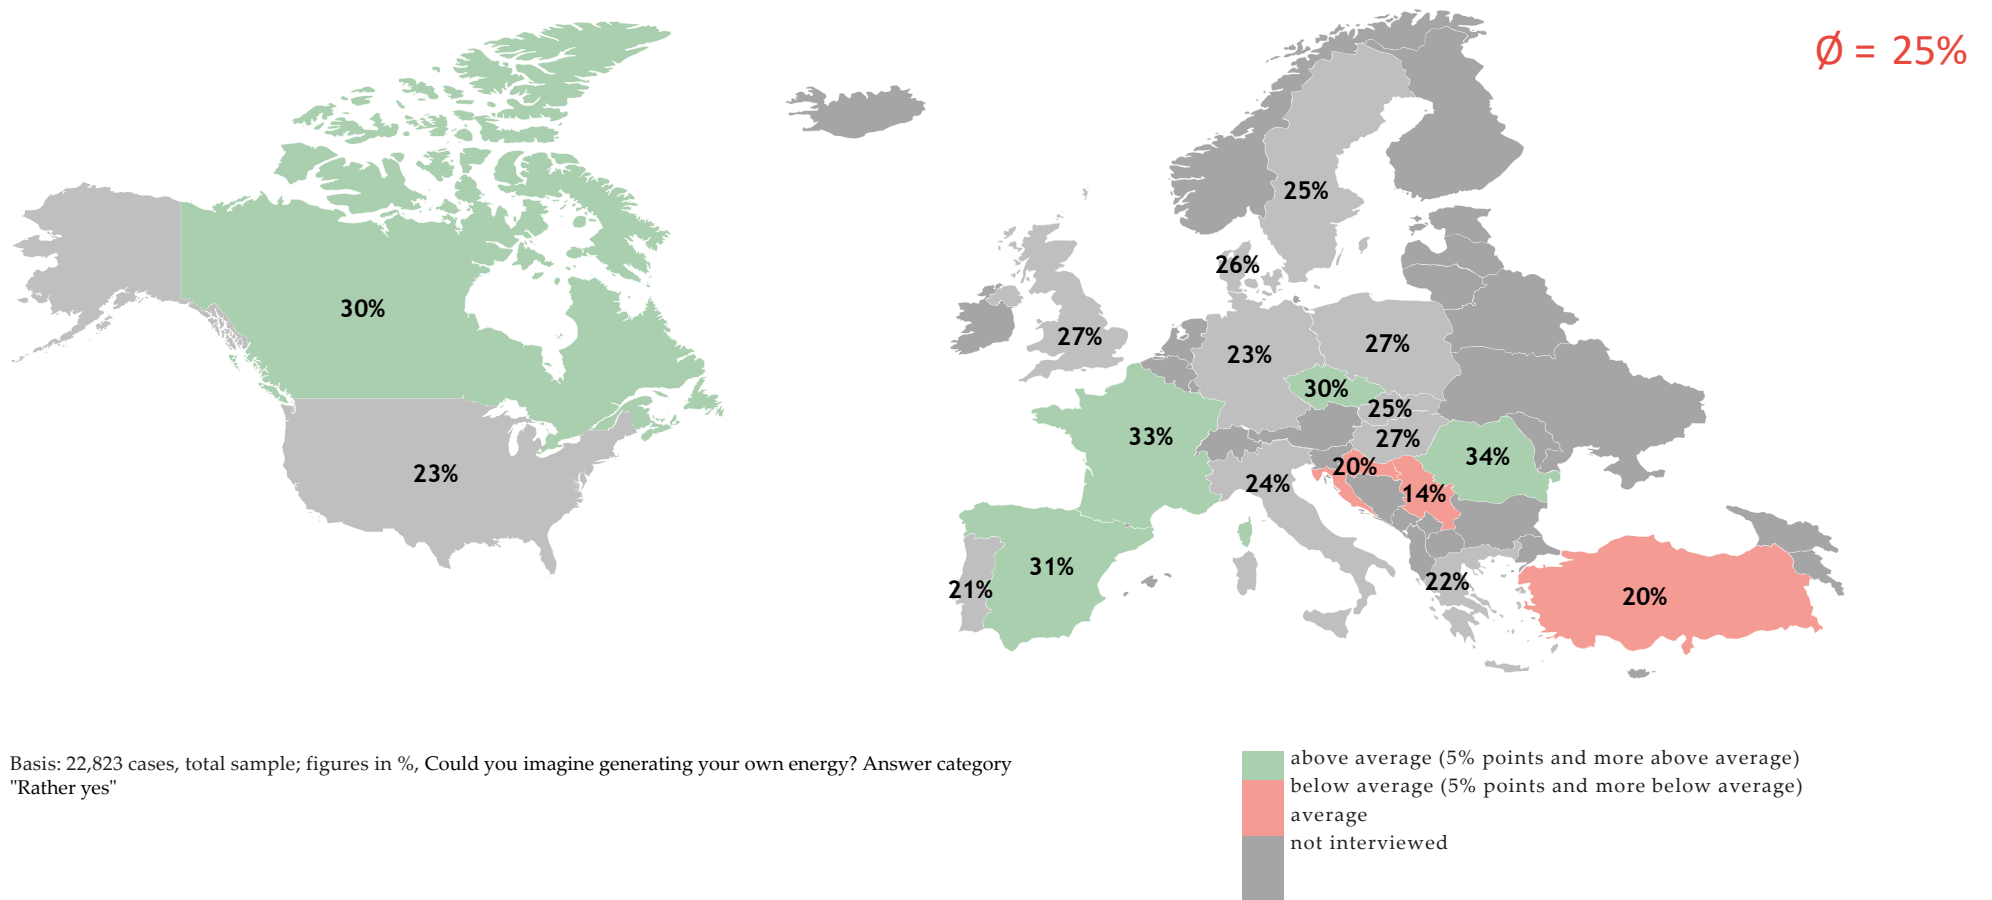 Ø = 25%
25%
26%
30%
27%
27%
23%
30%
25%
33%
27%
34%
20%
23%
24%
14%
31%
22%
21%
20%
Basis: 22,823 cases, total sample; figures in %, Could you imagine generating your own energy? Answer category
"Rather yes"
above average (5% points and more above average)
below average (5% points and more below average)
average
not interviewed